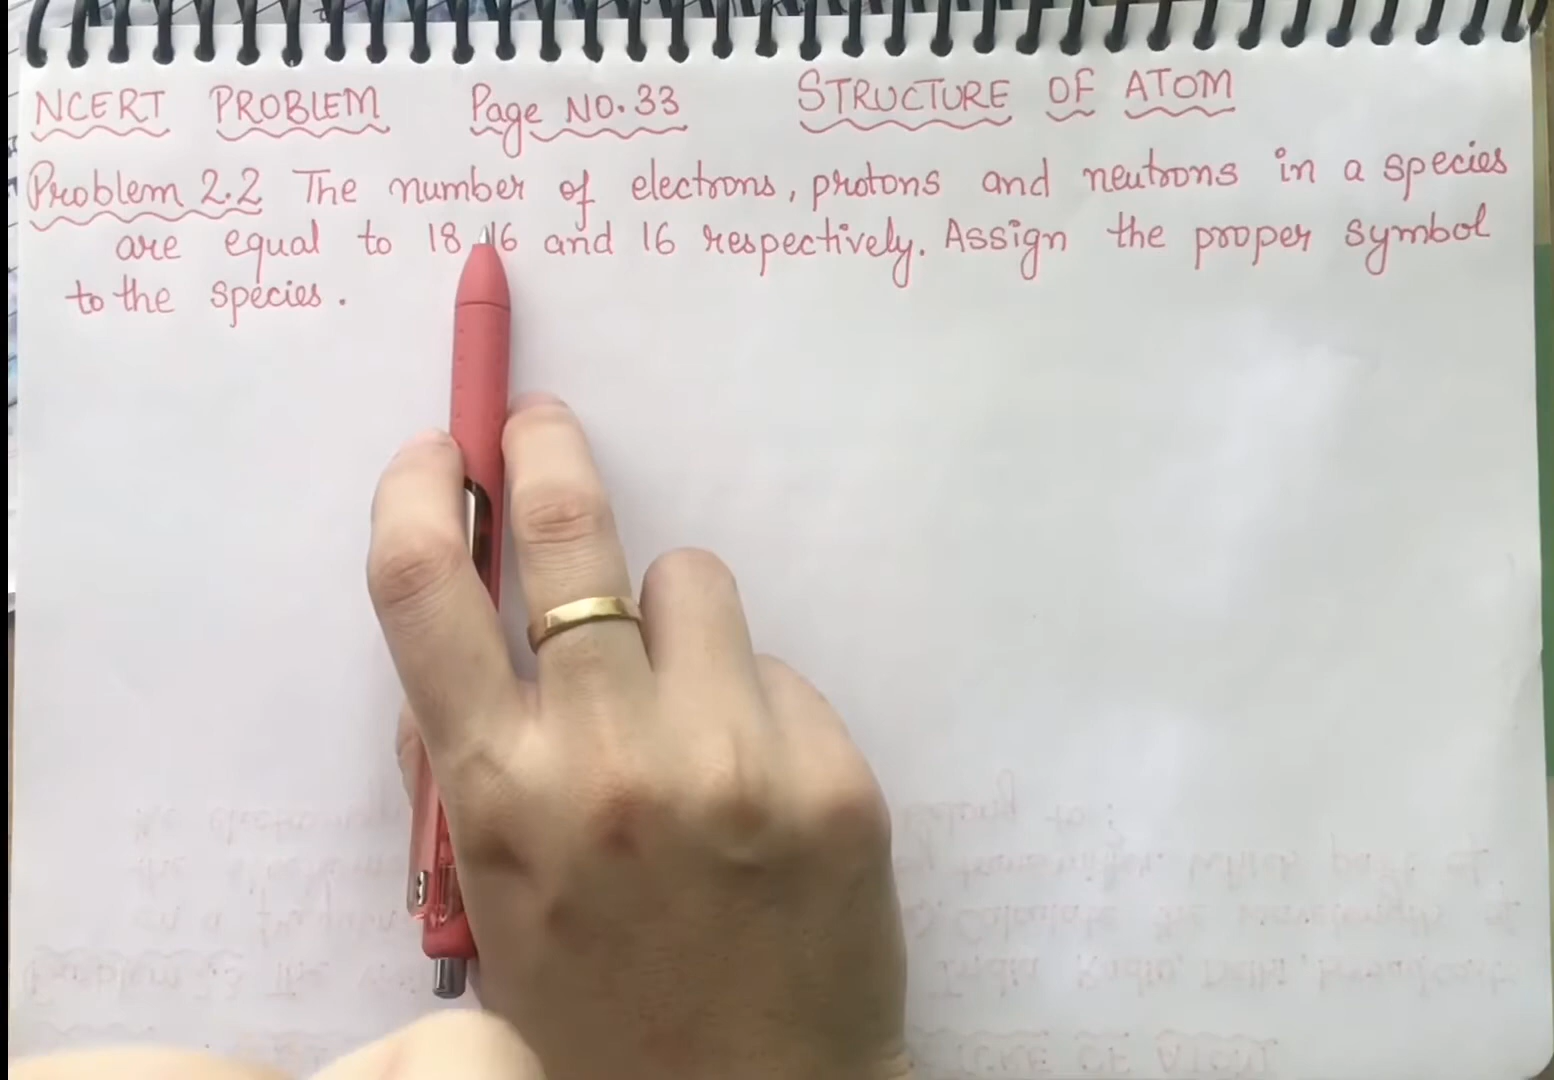 NCERT PROBLEM Page NO. 33 STRUCTURE OF ATOM
Problem 2.2 The number of electrons, protons and neutrons in a species
are equal to 18 16 and 16 respectively. Assign the proper symbol
to the species.